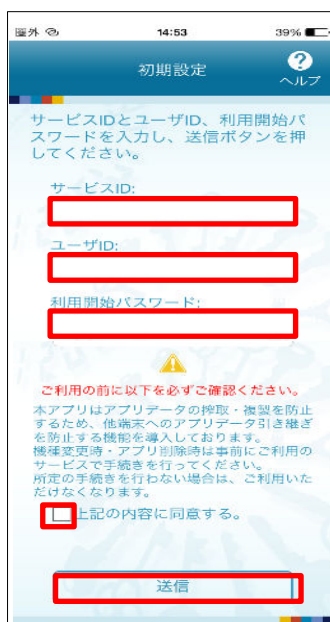 圏外 14:53 39%
初期設定
ヘルプ
サービスIDとユーザID、利用開始パ
スワードを入力し、送信ボタンを押
してください。
サービスID:
ユーザID:
利用開始パスワード:
ご利用の前に以下を必ずご確認ください。
本アプリはアプリデータの搾取・複製を防止
するため、他端末へのアプリデータ引き継ぎ
を防止する機能を導入しております。
機種変更時・アプリ削除時は事前にご利用の
サービスで手続きを行ってください。
所定の手続きを行わない場合は、ご利用いた
だけなくなります。
上記の内容に同意する。
送信